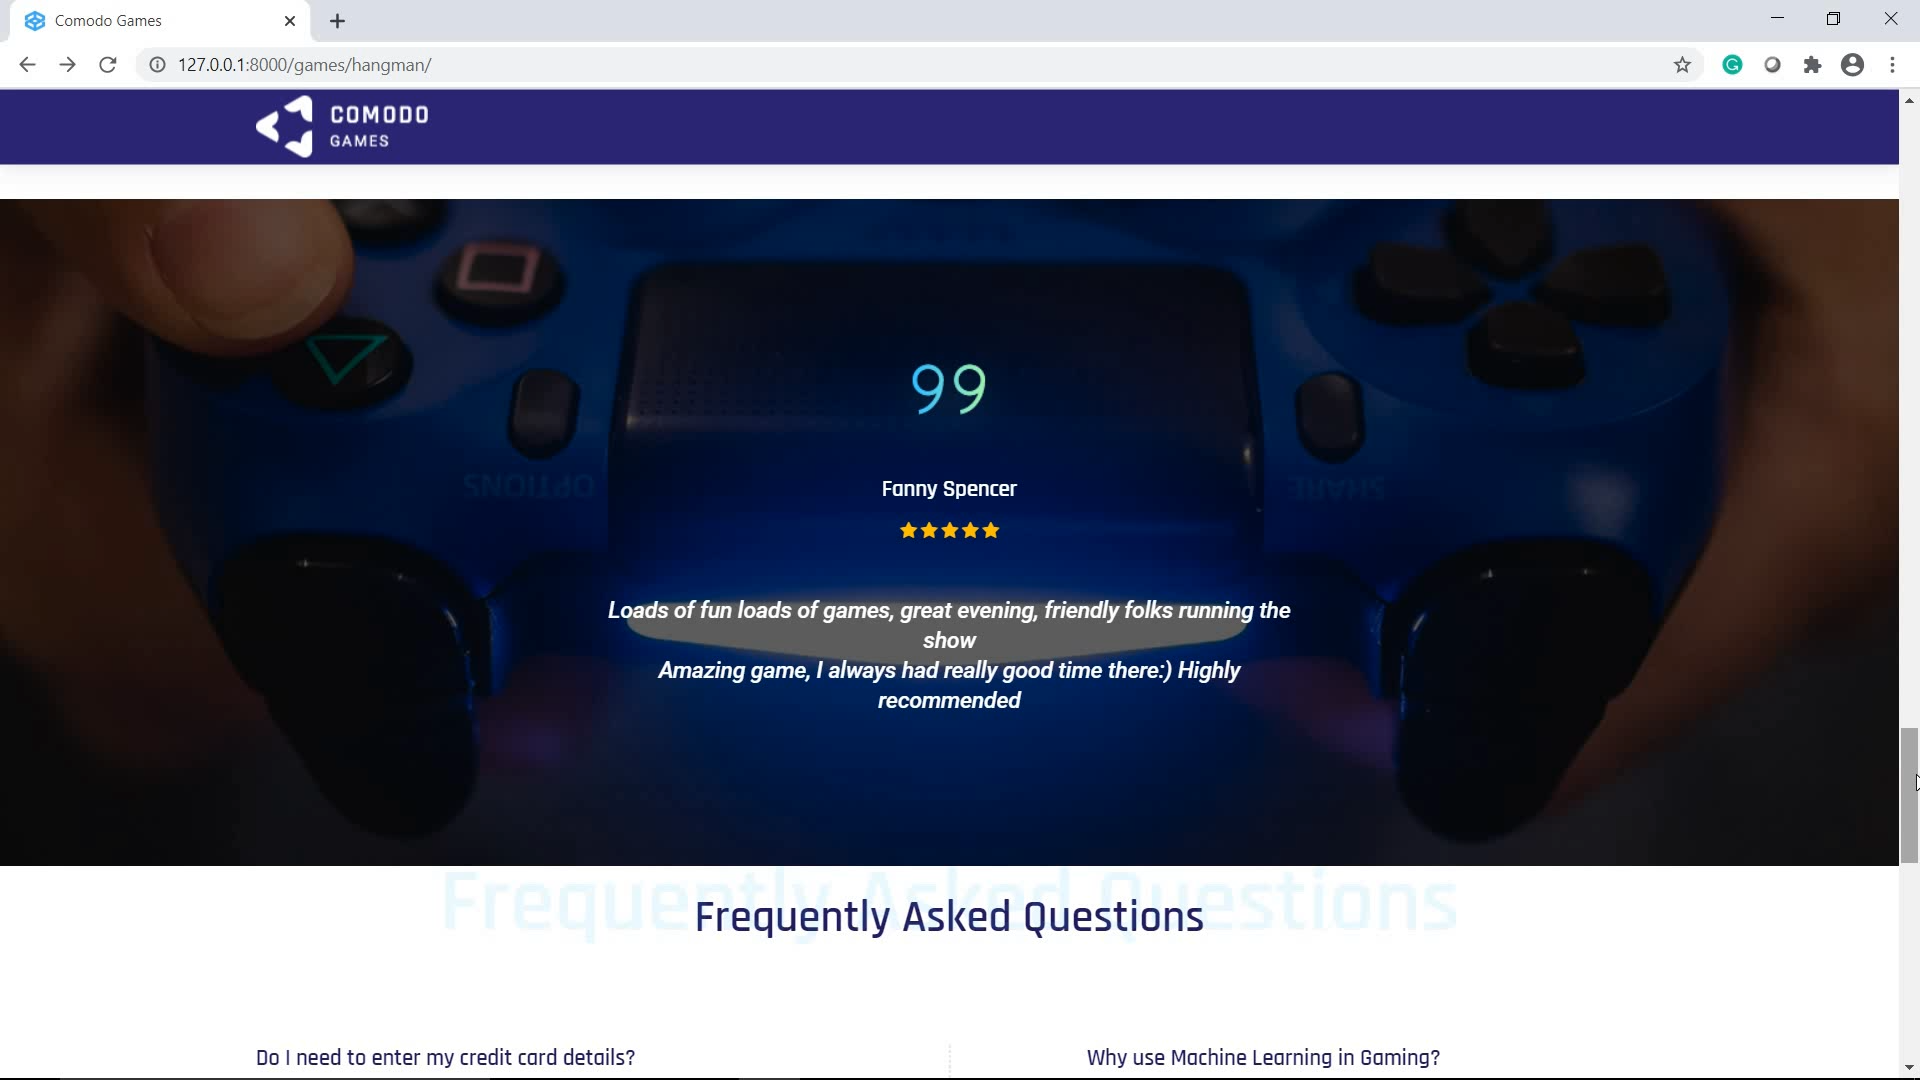 Comodo Games
127.0.0.1:8000/games/hangman/
COMODO
GAMES
OPTIONS
SHARE
99
Fanny Spencer
Loads of fun loads of games, great evening, friendly folks running the
show
Amazing game, I always had really good time there:) Highly
recommended
Frequently Asked Questions
Frequently Asked Questions
Do I need to enter my credit card details?
Why use Machine Learning in Gaming?